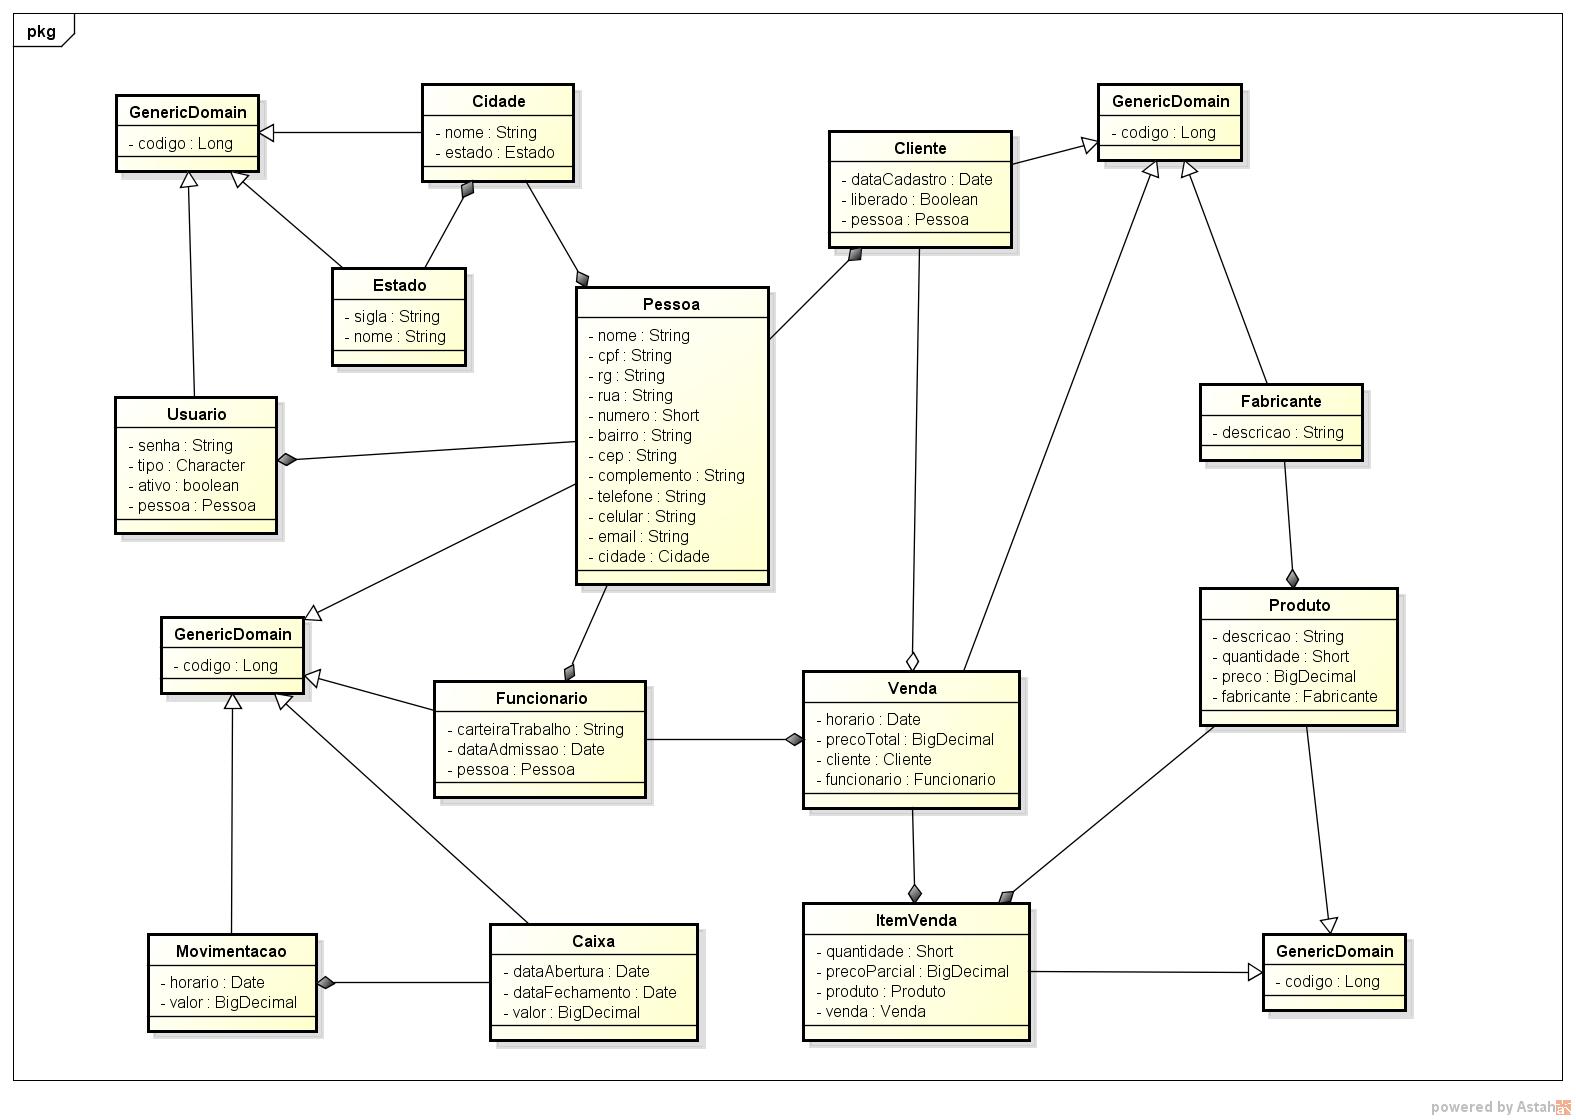 pkg
GenericDomain
- codigo : Long
Cidade
- nome : String
- estado : Estado
Cliente
- dataCadastro : Date
- liberado : Boolean
- pessoa : Pessoa
GenericDomain
- codigo : Long
Estado
- sigla : String
- nome : String
Pessoa
- nome : String
- cpf : String
- rg : String
- rua : String
- numero : Short
- bairro : String
- cep : String
- complemento : String
- telefone : String
- celular : String
- email : String
- cidade : Cidade
Usuario
- senha : String
- tipo : Character
- ativo : boolean
- pessoa : Pessoa
Fabricante
- descricao : String
GenericDomain
- codigo : Long
Funcionario
- carteiraTrabalho : String
- dataAdmissao : Date
- pessoa : Pessoa
Venda
- horario : Date
- precoTotal : BigDecimal
- cliente : Cliente
- funcionario : Funcionario
Produto
- descricao : String
- quantidade : Short
- preco : BigDecimal
- fabricante : Fabricante
Movimentacao
- horario : Date
- valor : BigDecimal
Caixa
- dataAbertura : Date
- dataFechamento : Date
- valor : BigDecimal
ItemVenda
- quantidade : Short
- precoParcial : BigDecimal
- produto : Produto
- venda : Venda
GenericDomain
- codigo : Long
powered by Astah